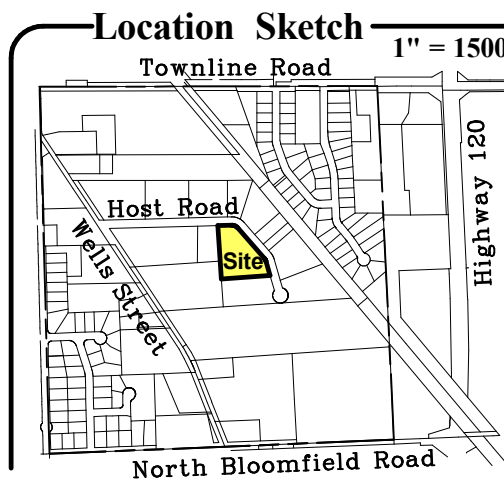 Location Sketch
1" = 1500
Townline Road
Host Road
Highway 120
Wells Street
Site
North Bloomfield Road